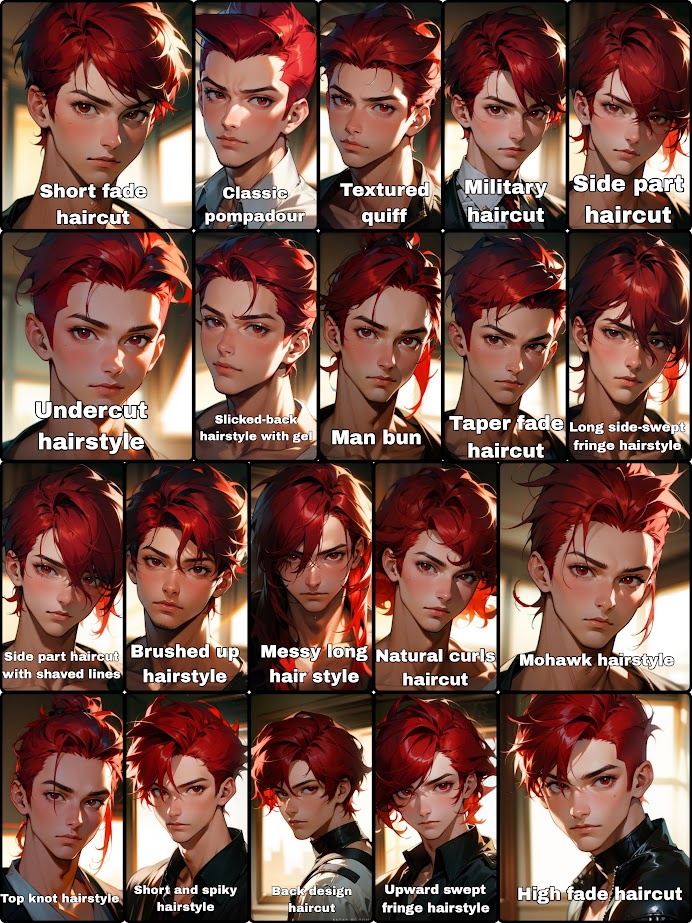 Short fade
haircut
Classic
pompadour
Textured
quiff
Military
haircut
Side part
haircut
Undercut
hairstyle
Slicked-back
hairstyle with gel
Man bun
Taper fade
haircut
Long side-swept
fringe hairstyle
Side part haircut
with shaved lines
Brushed up
hairstyle
Messy long
hair style
Natural curls
haircut
Mohawk hairstyle
Top knot hairstyle
Short and spiky
hairstyle
Back design
haircut
Upward swept
fringe hairstyle
High fade haircut